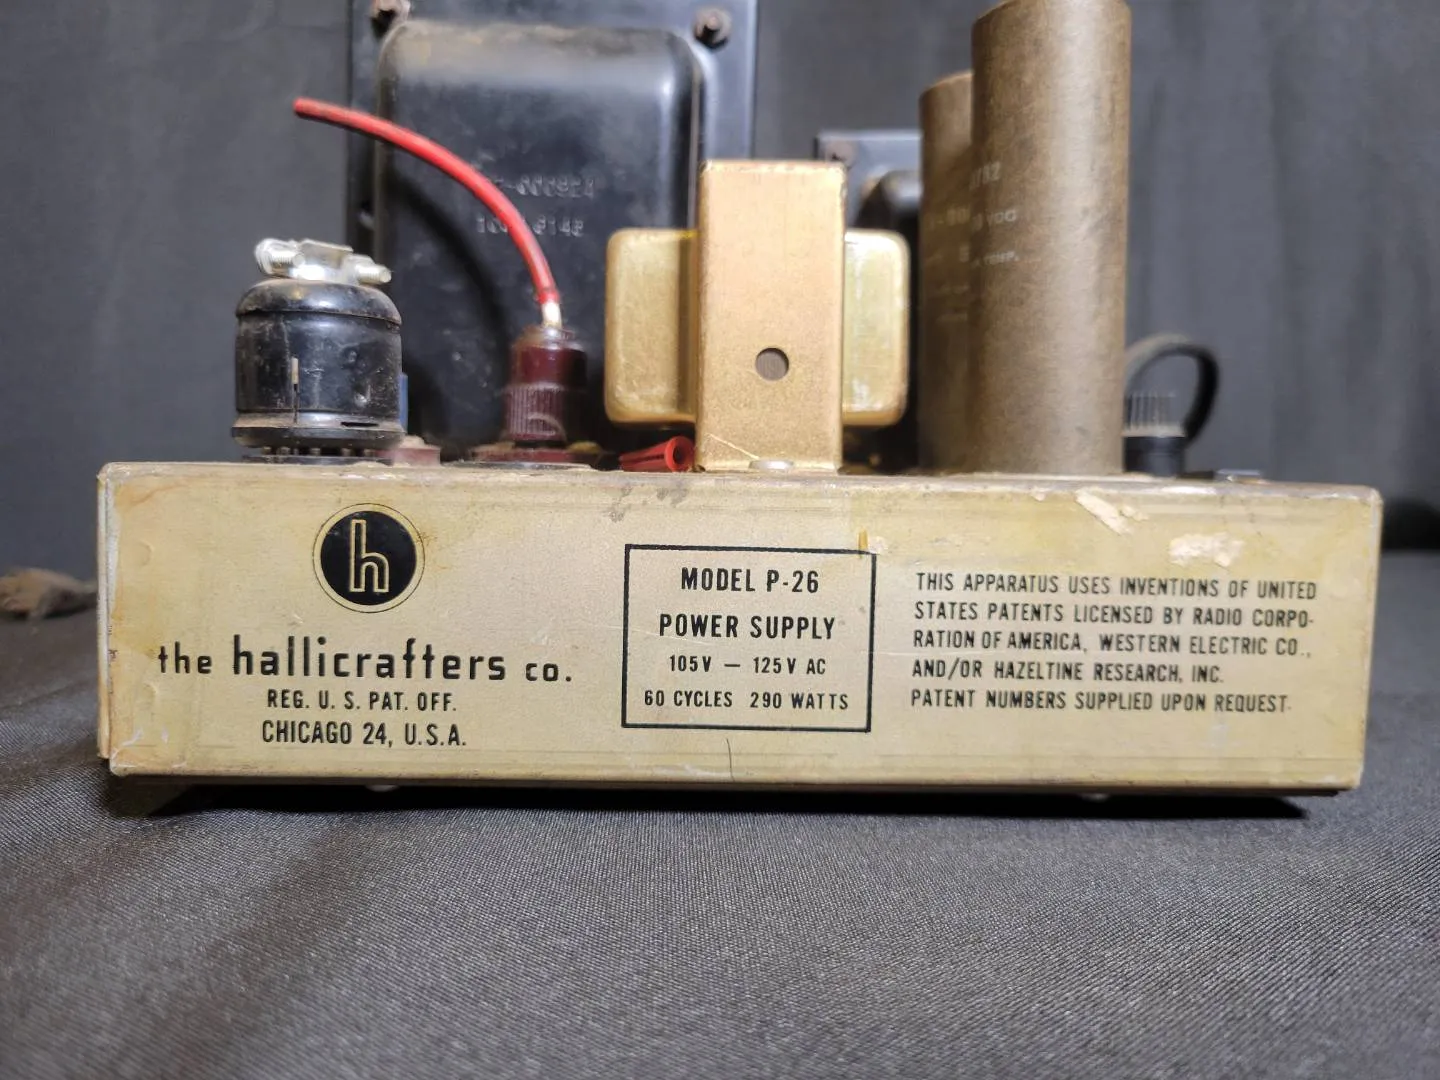 h
the hallicrafters co.
REG. U. S. PAT. OFF.
CHICAGO 24, U.S.A.
MODEL P-26
POWER SUPPLY
105V — 125V AC
60 CYCLES 290 WATTS
THIS APPARATUS USES INVENTIONS OF UNITED
STATES PATENTS LICENSED BY RADIO CORPO-
RATION OF AMERICA, WESTERN ELECTRIC CO.,
AND/OR HAZELTINE RESEARCH, INC.
PATENT NUMBERS SUPPLIED UPON REQUEST.